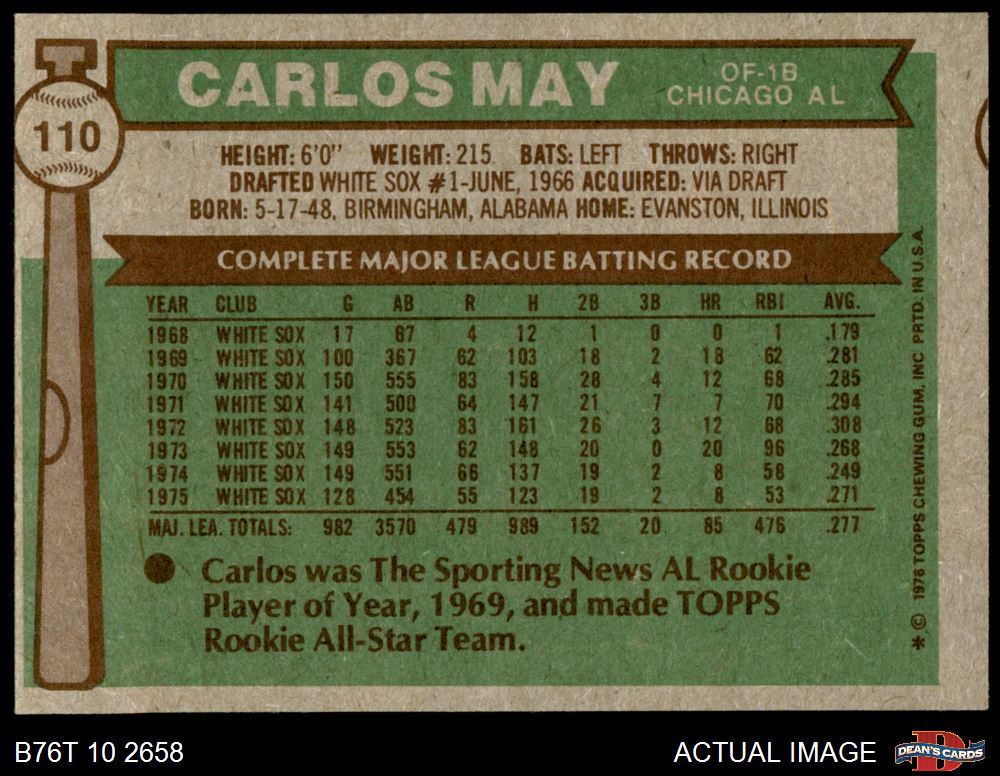 110
CARLOS MAY
OF-1B
CHICAGO AL
HEIGHT: 6'0" WEIGHT: 215 BATS: LEFT THROWS: RIGHT
DRAFTED WHITE SOX #1-JUNE, 1966 ACQUIRED: VIA DRAFT
BORN: 5-17-48, BIRMINGHAM, ALABAMA HOME: EVANSTON, ILLINOIS
COMPLETE MAJOR LEAGUE BATTING RECORD
YEAR CLUB G AB R H 2B 3B HR RBI AVG.
1968 WHITE SOX 17 67 4 12 1 0 0 1 .179
1969 WHITE SOX 100 367 62 103 18 2 18 62 .281
1970 WHITE SOX 150 555 83 158 28 4 12 68 .285
1971 WHITE SOX 141 500 64 147 21 7 7 70 .294
1972 WHITE SOX 148 523 83 161 26 3 12 68 .308
1973 WHITE SOX 149 553 62 148 20 0 20 96 .268
1974 WHITE SOX 149 551 66 137 19 2 8 58 .249
1975 WHITE SOX 128 454 55 123 19 2 8 53 .271
MAJ. LEA. TOTALS: 982 3570 479 989 152 20 85 476 .277
● Carlos was The Sporting News AL Rookie
Player of Year, 1969, and made TOPPS
Rookie All-Star Team.
* © 1976 TOPPS CHEWING GUM, INC PRTD. IN U.S.A.
B76T 10 2658
ACTUAL IMAGE
DEAN'S CARDS